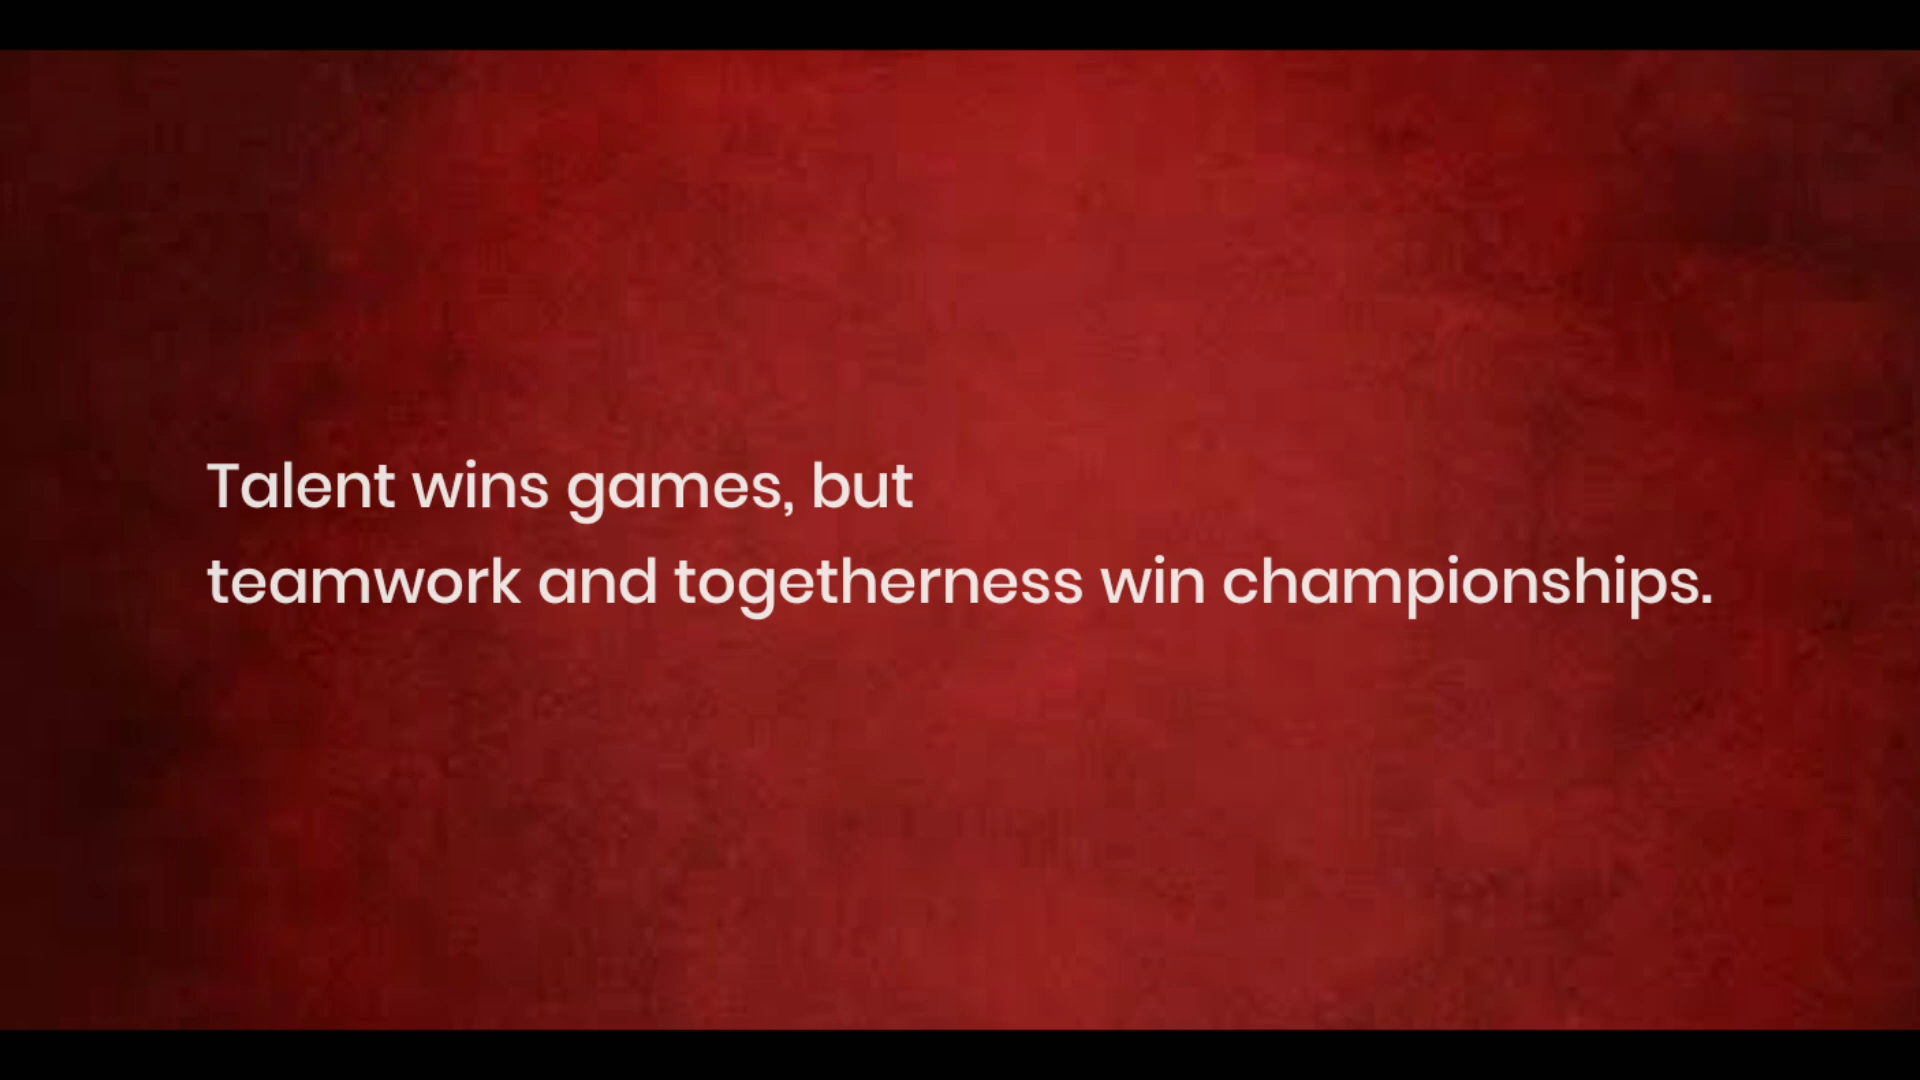 Talent wins games, but
teamwork and togetherness win championships.